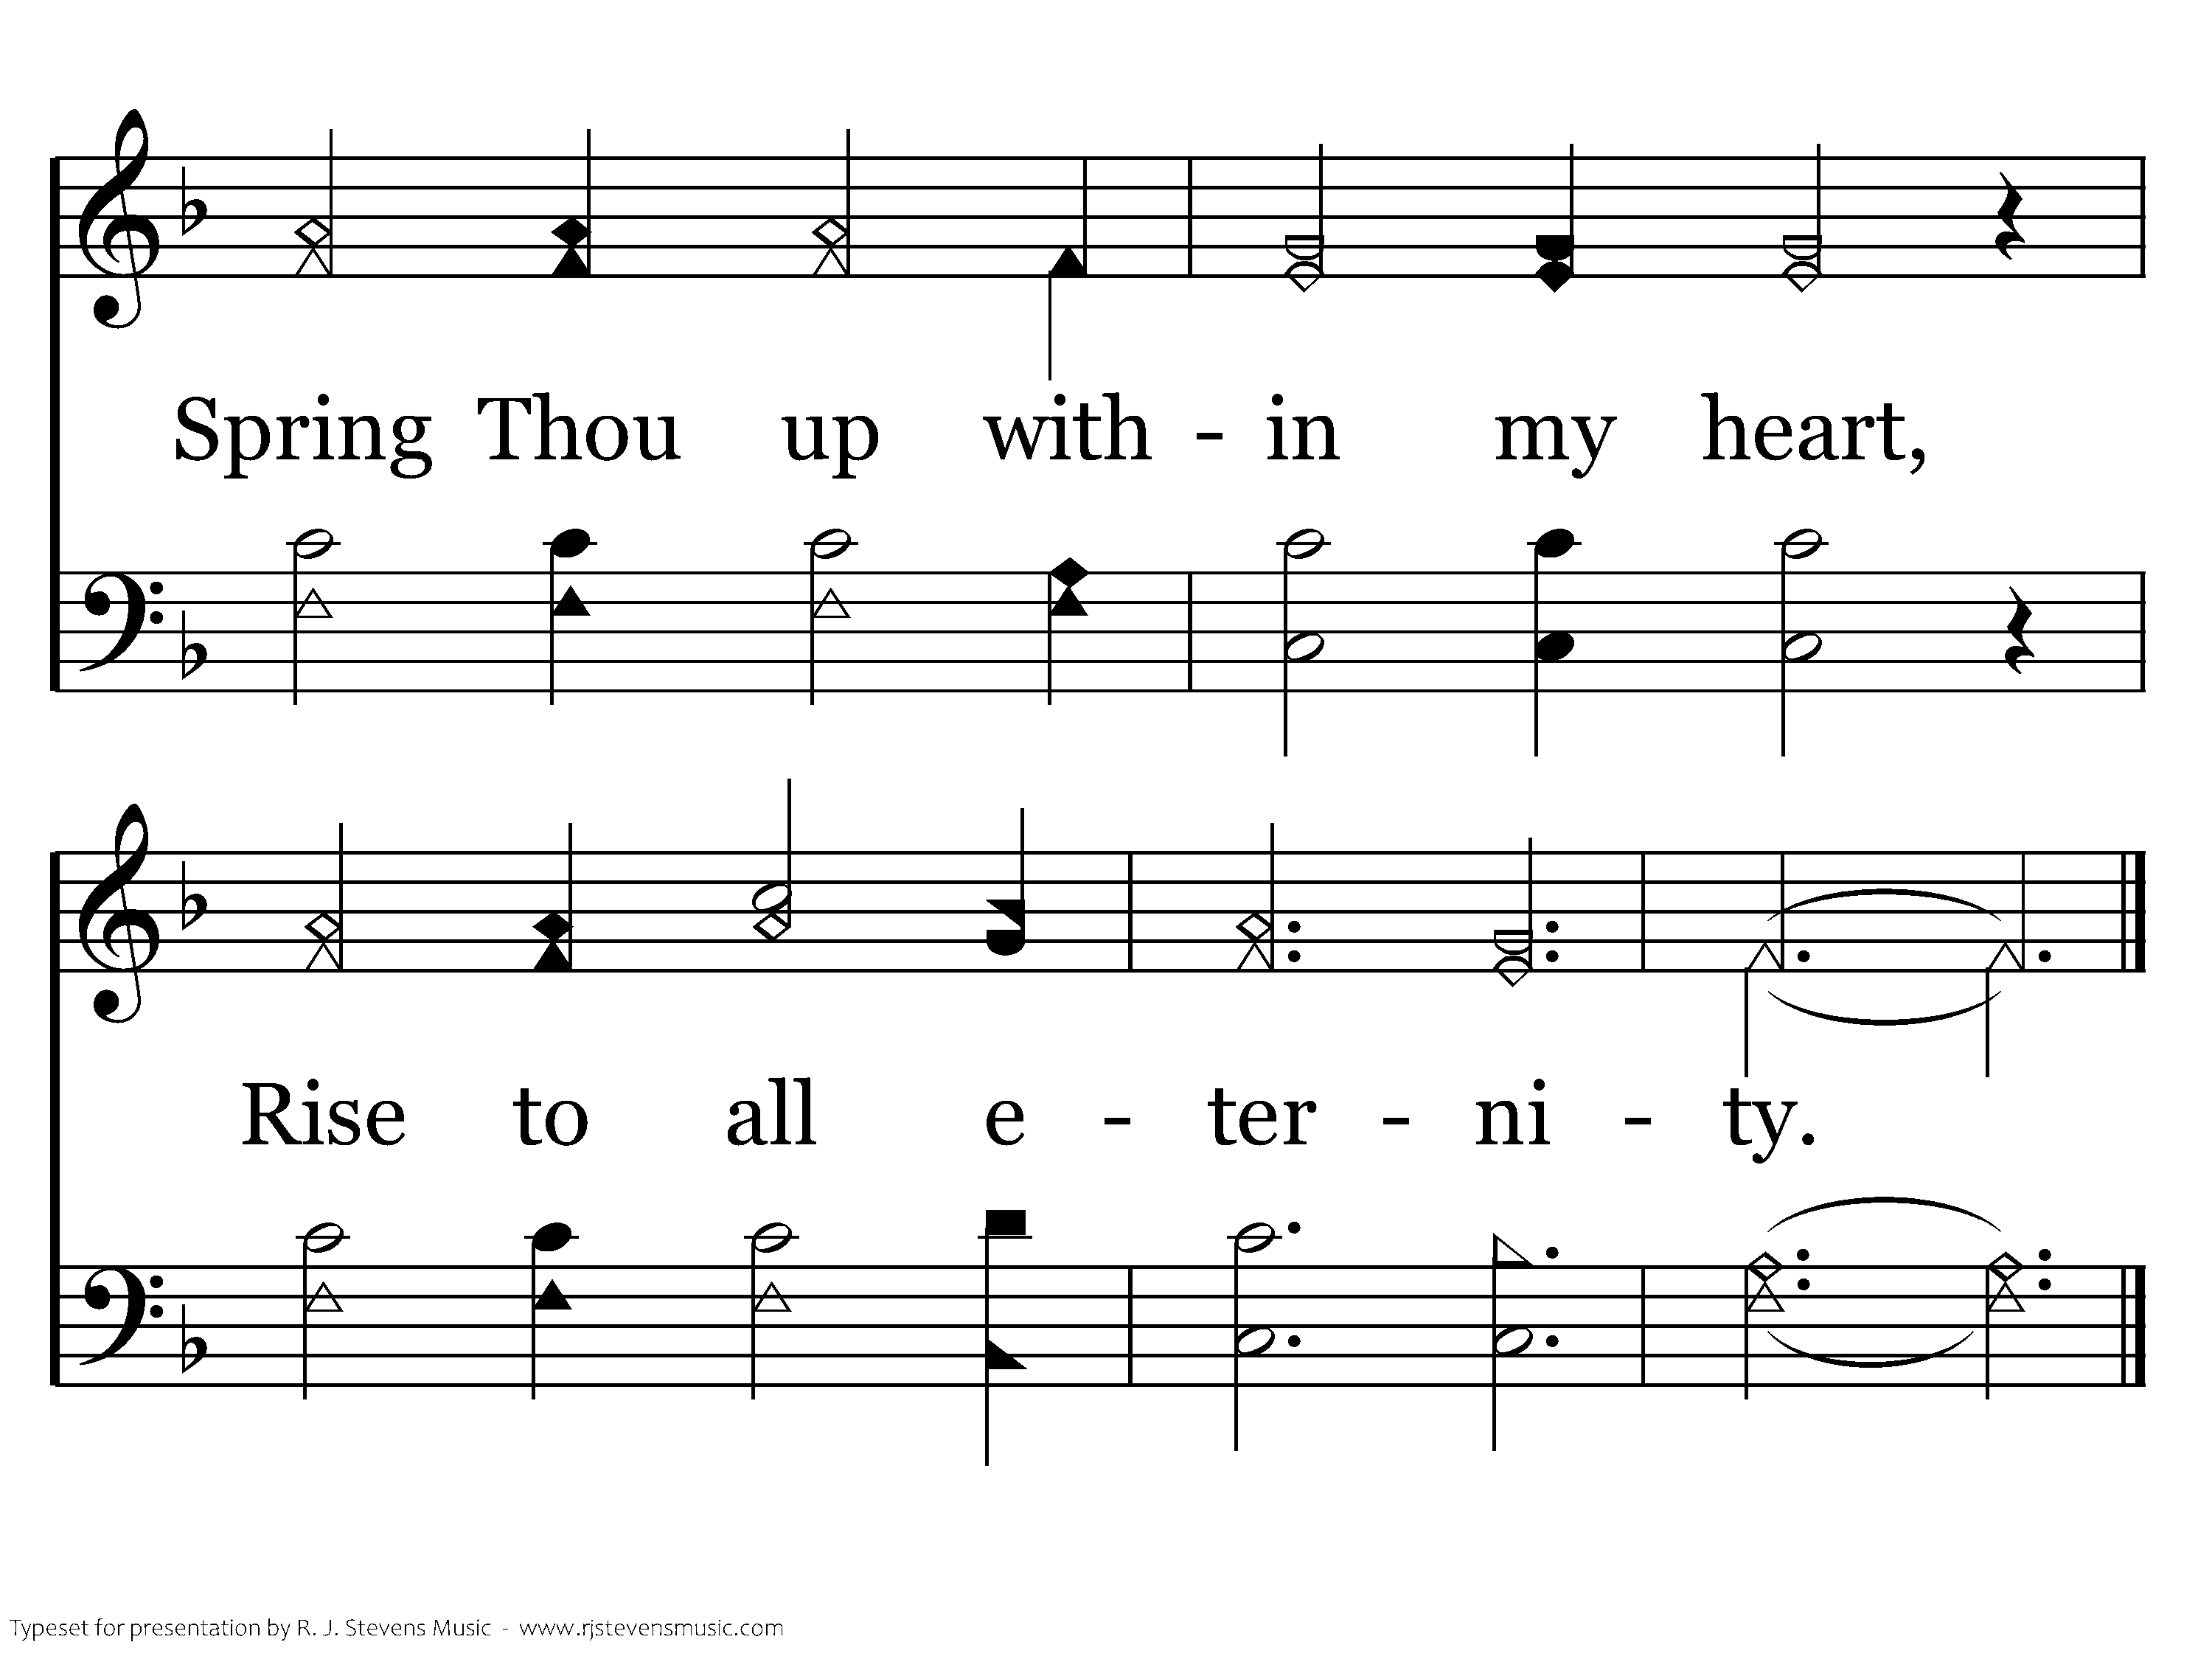 Spring Thou up with - in my heart,
Rise to all e - ter - ni - ty.
Typeset for presentation by R. J. Stevens Music - www.rjstevensmusic.com